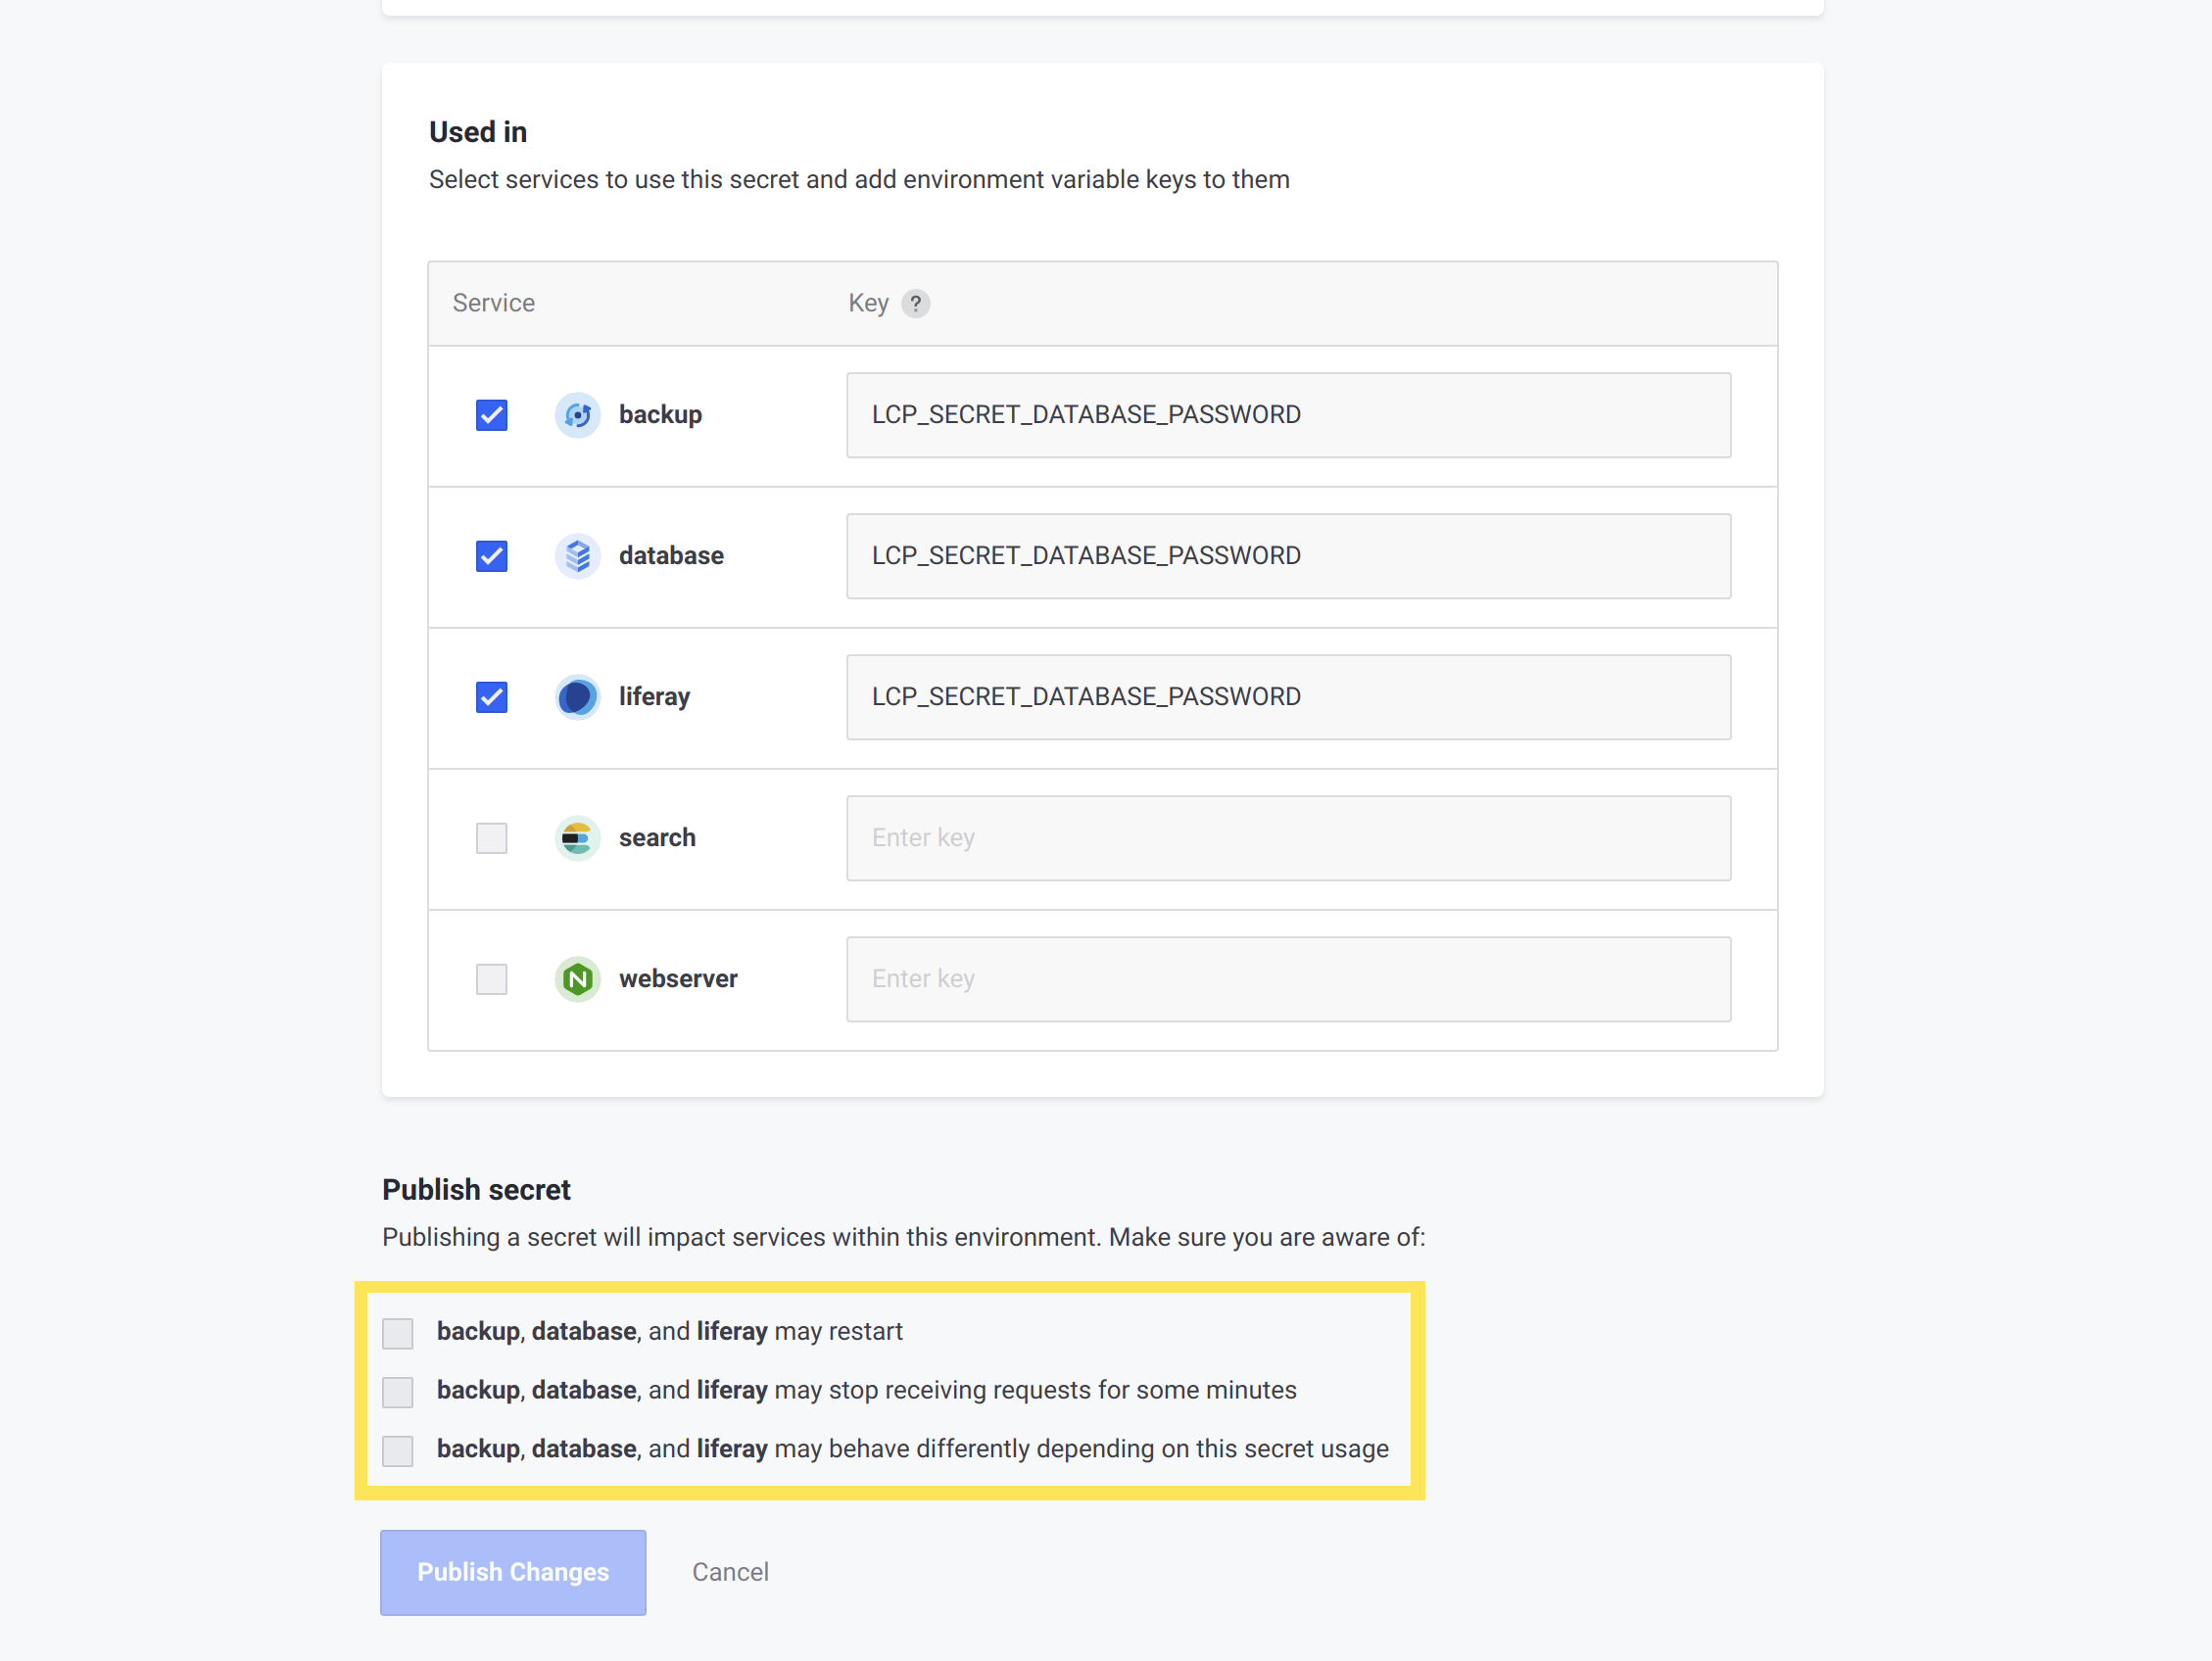 Used in
Select services to use this secret and add environment variable keys to them
Service Key ?
backup LCP_SECRET_DATABASE_PASSWORD
database LCP_SECRET_DATABASE_PASSWORD
liferay LCP_SECRET_DATABASE_PASSWORD
search Enter key
webserver Enter key
Publish secret
Publishing a secret will impact services within this environment. Make sure you are aware of:
backup, database, and liferay may restart
backup, database, and liferay may stop receiving requests for some minutes
backup, database, and liferay may behave differently depending on this secret usage
Publish Changes Cancel